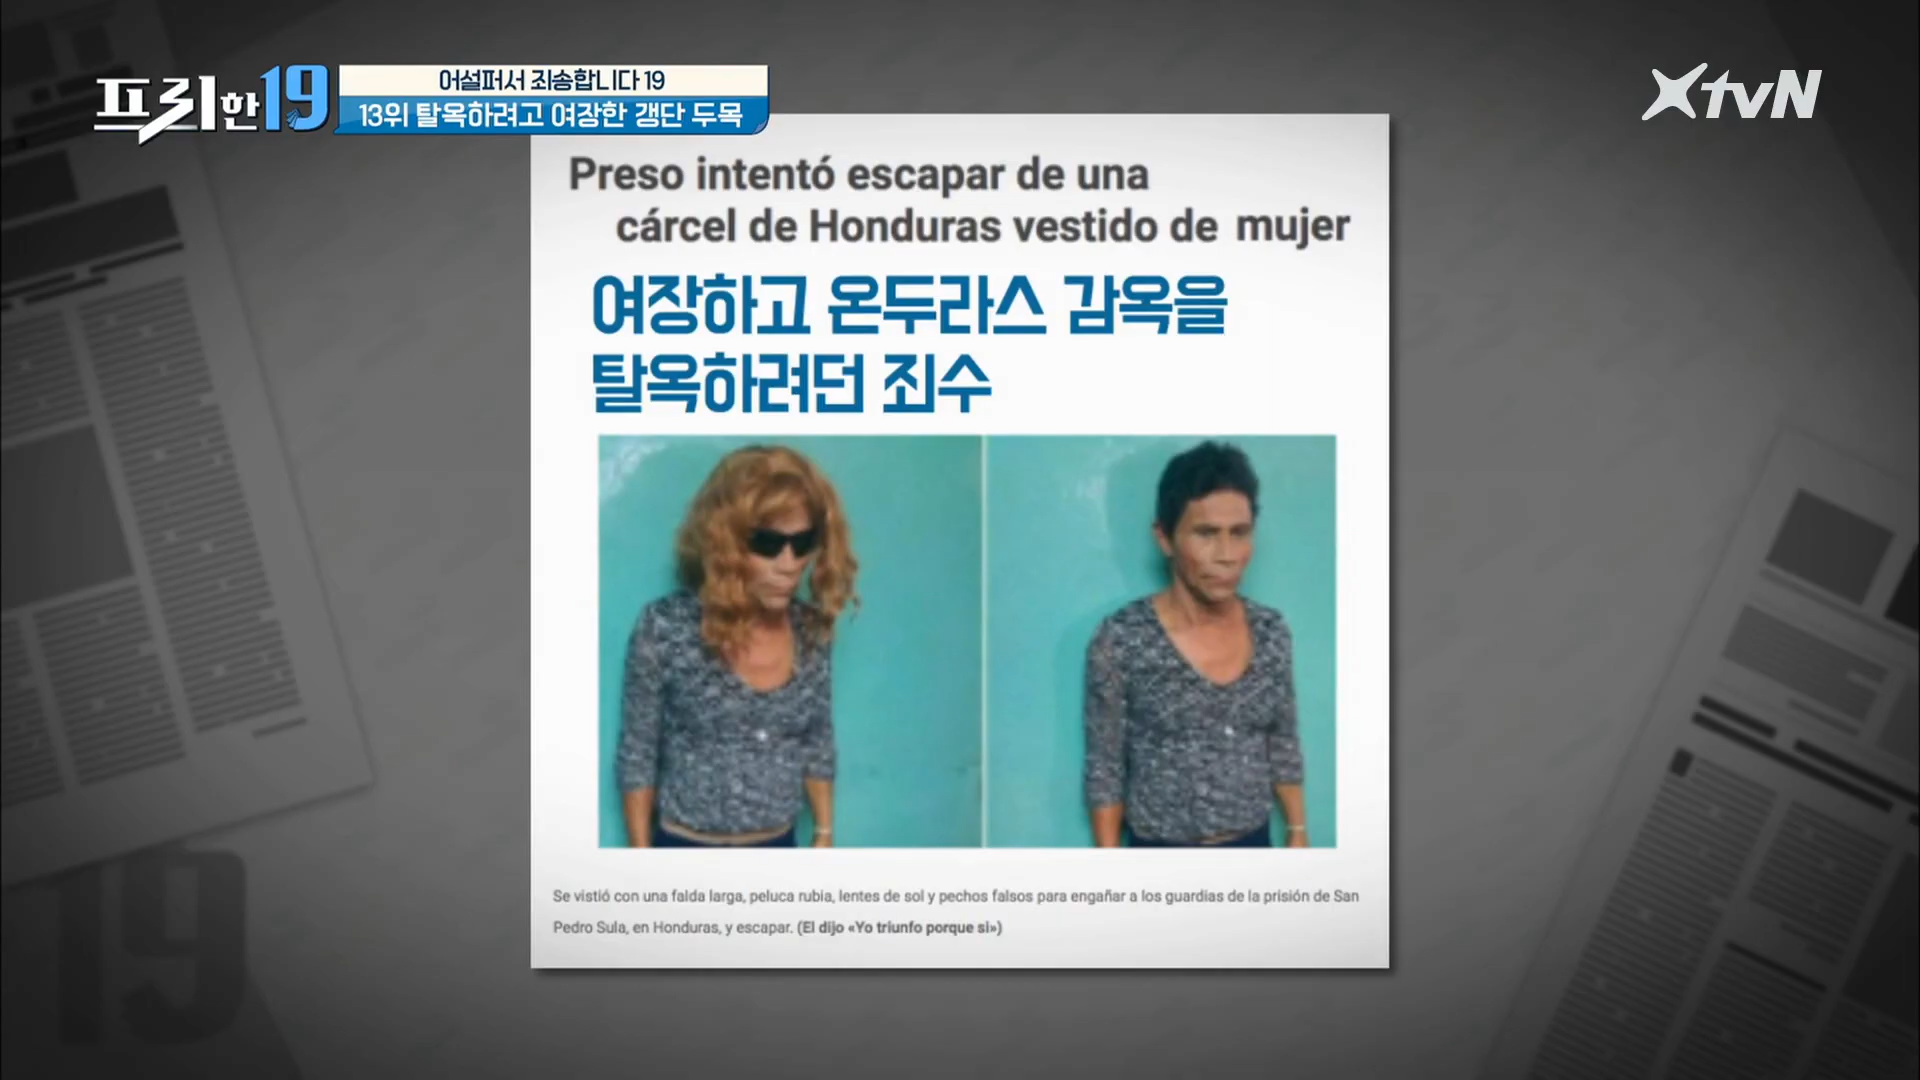 프리한19
어설퍼서 죄송합니다 19
13위 탈옥하려고 여장한 갱단 두목
XtvN
Preso intentó escapar de una
cárcel de Honduras vestido de mujer
여장하고 온두라스 감옥을
탈옥하려던 죄수
Se vistió con una falda larga, peluca rubia, lentes de sol y pechos falsos para engañar a los guardias de la prisión de San
Pedro Sula, en Honduras, y escapar. (El dijo «Yo triunfo porque si»)
19